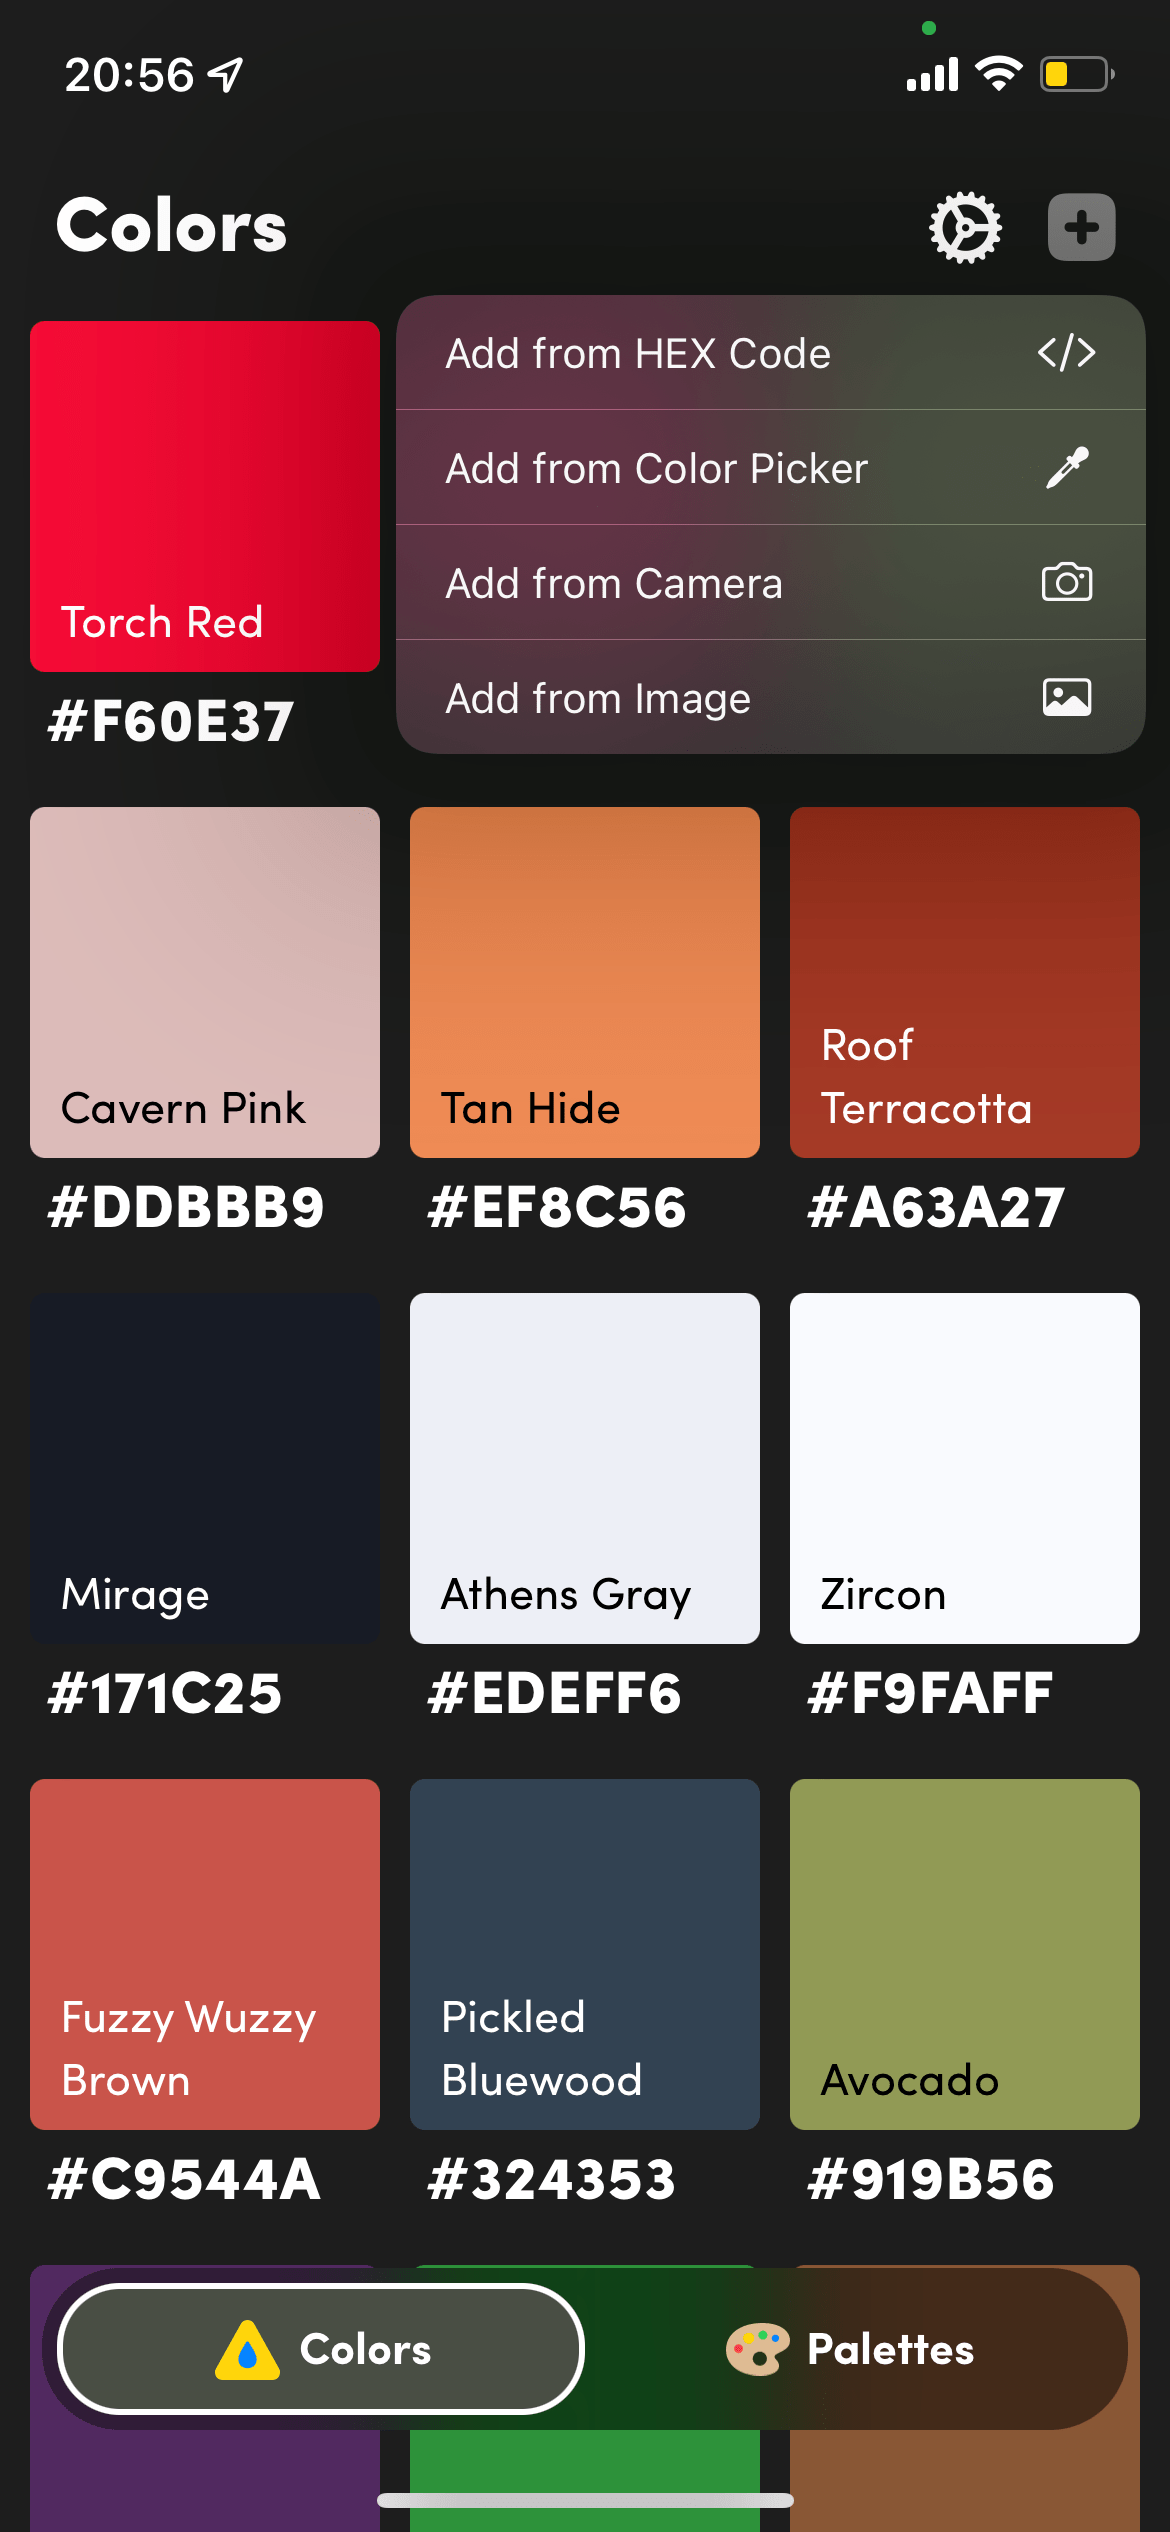 20:56
Colors
Add from HEX Code
Add from Color Picker
Add from Camera
Add from Image
Torch Red
#F60E37
Cavern Pink
#DDBBB9
Tan Hide
#EF8C56
Roof
Terracotta
#A63A27
Mirage
#171C25
Athens Gray
#EDEFF6
Zircon
#F9FAFF
Fuzzy Wuzzy
Brown
#C9544A
Pickled
Bluewood
#324353
Avocado
#919B56
Colors
Palettes